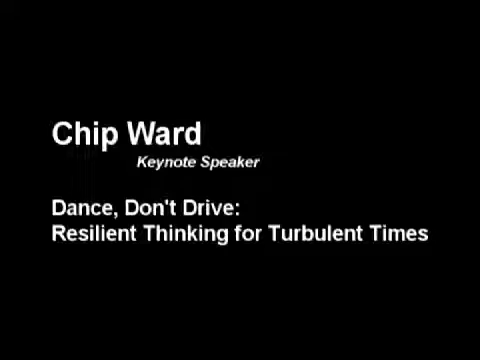 Chip Ward
Keynote Speaker
Dance, Don't Drive:
Resilient Thinking for Turbulent Times